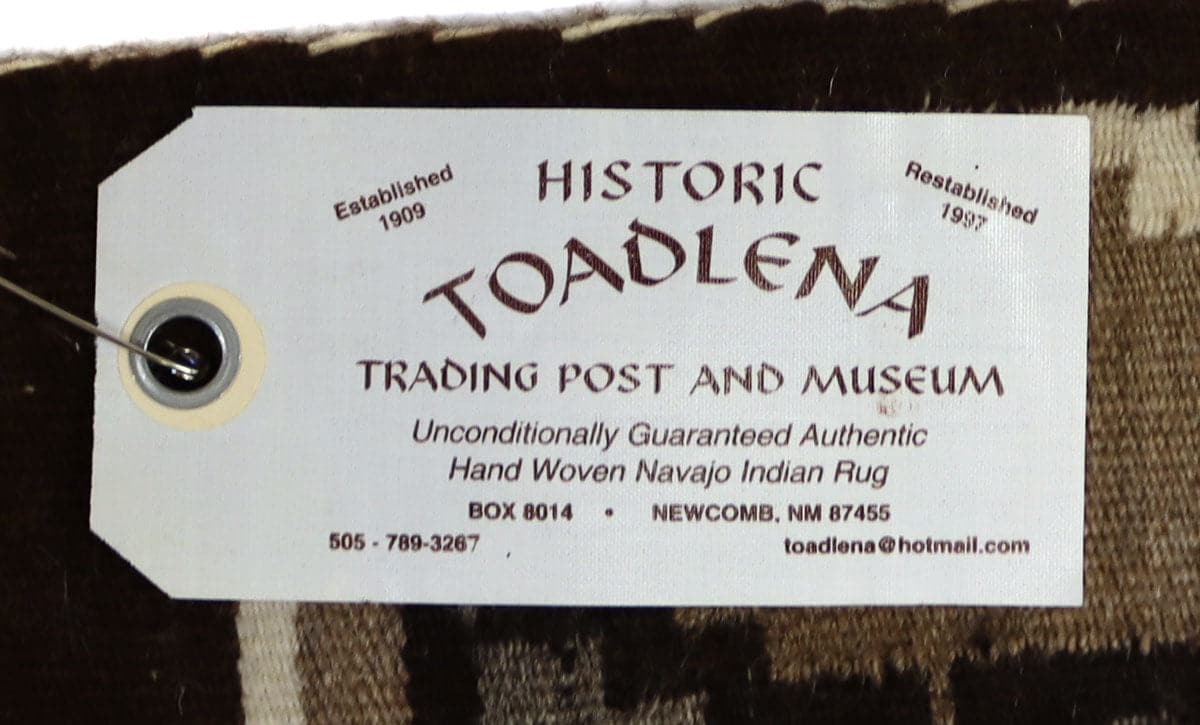 Established
1909
HISTORIC
Restablished
1997
TOADLENA
TRADING POST AND MUSEUM
Unconditionally Guaranteed Authentic
Hand Woven Navajo Indian Rug
BOX 8014 • NEWCOMB, NM 87455
505 - 789-3267
toadlena@hotmail.com